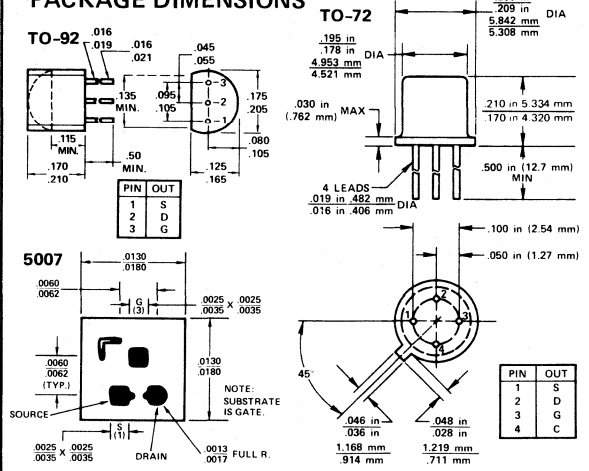 PACKAGE DIMENSIONS
TO-92
.016
.019
.016
.021
.045
.055
.135
MIN.
.095
.105
3
2
1
.175
.205
.115
MIN.
.50
MIN.
.170
.210
.080
.105
.125
.165
PIN OUT
1 S
2 D
3 G
TO-72
.209 in
5.842 mm
5.308 mm
DIA
.195 in
.178 in
4.953 mm
4.521 mm
DIA
.030 in
(.762 mm)
MAX
.210 in 5.334 mm
.170 in 4.320 mm
.500 in (12.7 mm)
MIN
4 LEADS
.019 in .482 mm
.016 in .406 mm
DIA
.100 in (2.54 mm)
.050 in (1.27 mm)
1
2
3
4
45°
.046 in
.036 in
1.168 mm
.914 mm
.048 in
.028 in
1.219 mm
.711 mm
PIN OUT
1 S
2 D
3 G
4 C
5007
.0130
.0180
.0060
.0062
G
(3)
.0025 X .0025
.0035 .0035
.0060
.0062
(TYP.)
.0130
.0180
NOTE:
SUBSTRATE
IS GATE.
SOURCE
S
(1)
.0025 X .0025
.0035 .0035
DRAIN
.0013
.0017
FULL R.